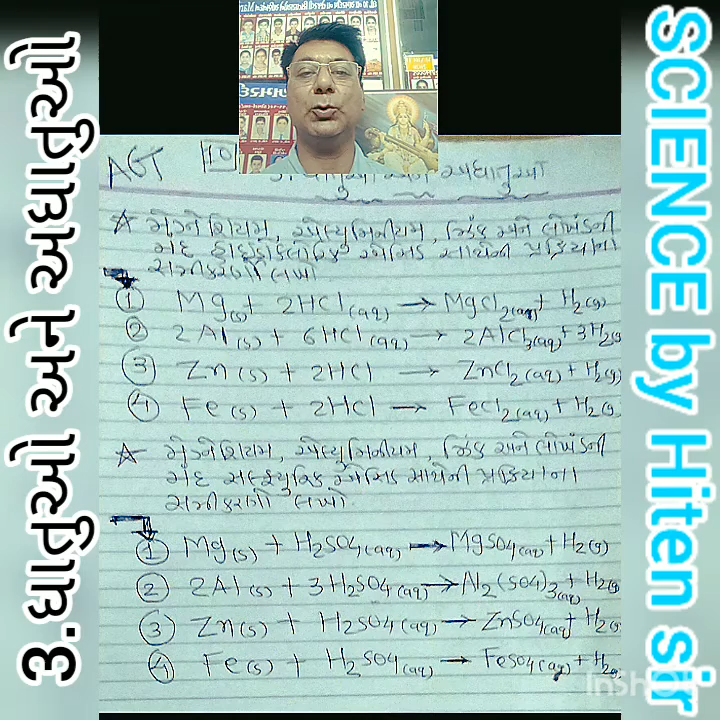 3.ધાતુઓ અને અધાતુઓ
SCIENCE by Hiten sir
AGT 10
અધાતુઓ
☆ મેગ્નેશિયમ, એલ્યુમિનીયમ, ઝિંક અને લોખંડની
મંદ હાઇડ્રોક્લોરિક એસિડ સાથેની પ્રક્રિયાના
સમીકરણો લખો.
① Mg(s) + 2HCl(aq) → MgCl2(aq) + H2(g)
② 2Al(s) + 6HCl(aq) → 2AlCl3(aq) + 3H2(g
③ Zn(s) + 2HCl → ZnCl2(aq) + H2(g)
④ Fe(s) + 2HCl → FeCl2(aq) + H2(g
☆ મેગ્નેશિયમ, એલ્યુમિનીયમ, ઝિંક અને લોખંડની
મંદ સલ્ફ્યુરિક એસિડ સાથેની પ્રક્રિયાના
સમીકરણો લખો.
① Mg(s) + H2SO4(aq) → MgSO4(aq) + H2(g)
② 2Al(s) + 3H2SO4(aq) → Al2(SO4)3(aq) + H2(g
③ Zn(s) + H2SO4(aq) → ZnSO4(aq) + H2(g
④ Fe(s) + H2SO4(aq) → FeSO4(aq) + H2(g
InShOt